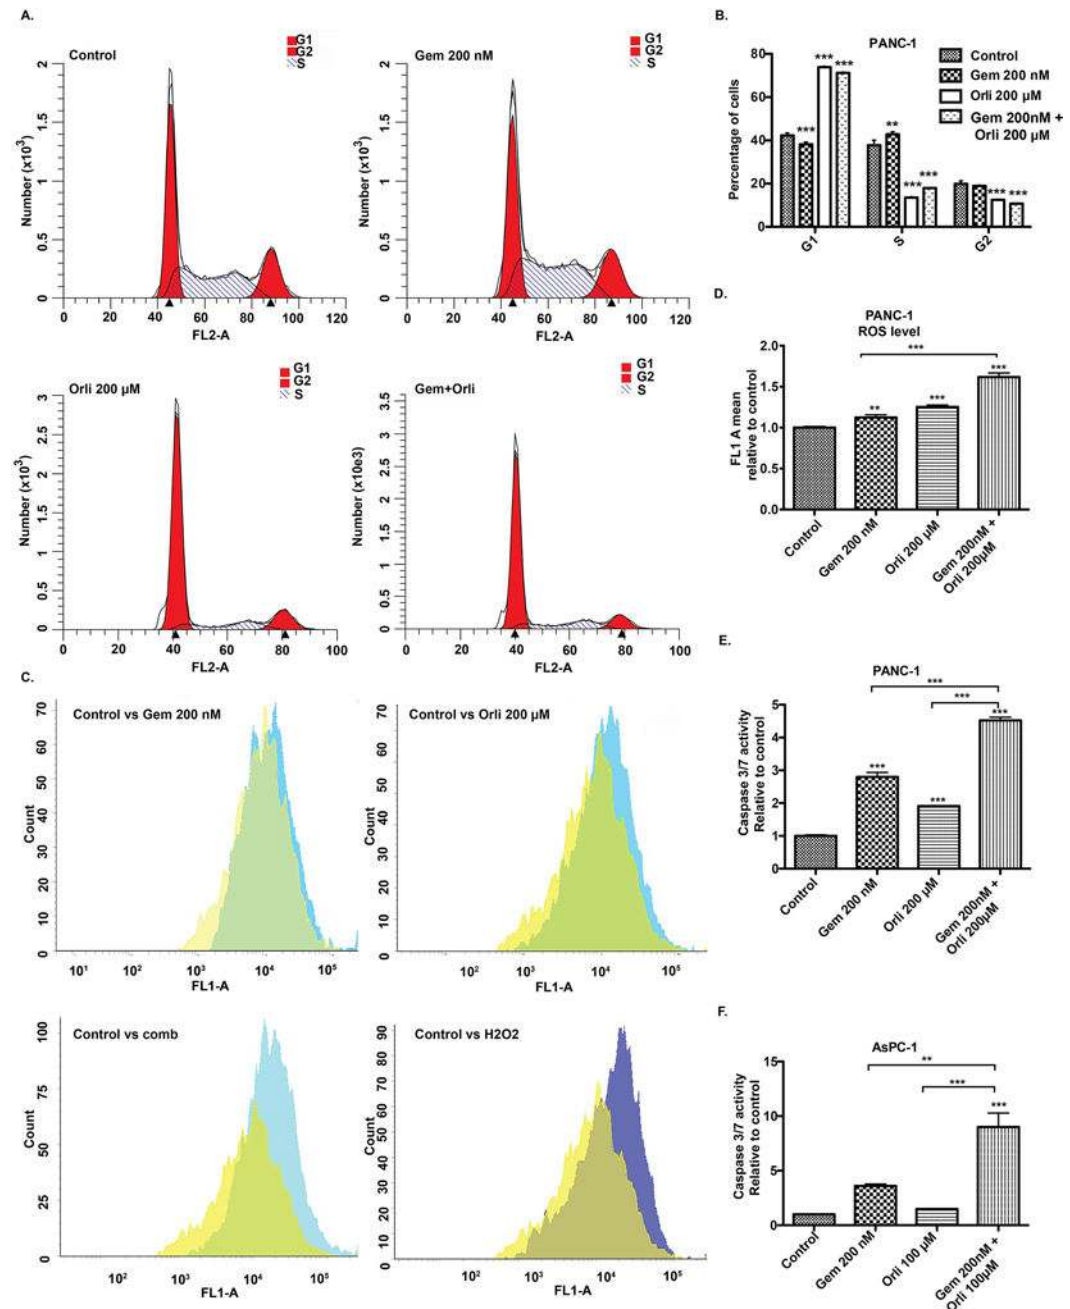 A.
Control
G1
G2
S
2
1.5
1
0.5
0
Number (x10³)
0 20 40 60 80 100 120
FL2-A
Gem 200 nM
G1
G2
S
2
1.5
1
0.5
0
Number (x10³)
0 20 40 60 80 100 120
FL2-A
Orli 200 µM
G1
G2
S
3
2.5
2
1.5
1
0.5
0
Number (x10³)
0 20 40 60 80 100
FL2-A
Gem+Orli
G1
G2
S
3.5
3
2.5
2
1.5
1
0.5
0
Number (x10e3)
0 20 40 60 80 100
FL2-A
B.
PANC-1
Control
Gem 200 nM
Orli 200 µM
Gem 200nM +
Orli 200 µM
Percentage of cells
80
60
40
20
0
*** *** ***
** *** ***
*** ***
G1 S G2
C.
Control vs Gem 200 nM
70
60
50
40
30
20
10
0
Count
10¹ 10² 10³ 10⁴ 10⁵
FL1-A
Control vs Orli 200 µM
70
60
50
40
30
20
10
0
Count
10² 10³ 10⁴ 10⁵
FL1-A
Control vs comb
100
75
50
25
0
Count
10² 10³ 10⁴ 10⁵
FL1-A
Control vs H2O2
90
80
70
60
50
40
30
20
10
0
Count
10² 10³ 10⁴ 10⁵
FL1-A
D.
PANC-1
ROS level
FL1 A mean
relative to control
2.0
1.5
1.0
0.5
0.0
***
** *** ***
Control
Gem 200 nM
Orli 200 µM
Gem 200nM +
Orli 200µM
E.
PANC-1
Caspase 3/7 activity
Relative to control
5
4
3
2
1
0
***
***
*** *** ***
Control
Gem 200 nM
Orli 200 µM
Gem 200nM +
Orli 200µM
F.
AsPC-1
Caspase 3/7 activity
Relative to control
15
10
5
0
**
***
***
Control
Gem 200 nM
Orli 100 µM
Gem 200nM +
Orli 100µM